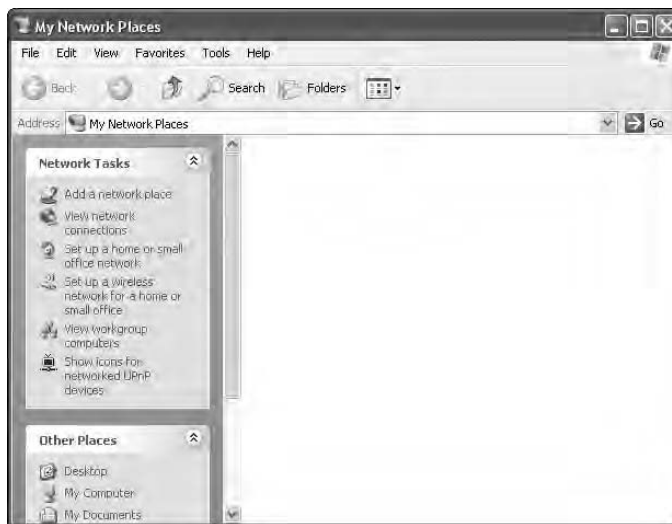 My Network Places
File Edit View Favorites Tools Help
Back Search Folders
Address My Network Places Go
Network Tasks
Add a network place
View network
connections
Set up a home or small
office network
Set up a wireless
network for a home or
small office
View workgroup
computers
Show icons for
networked UPnP
devices
Other Places
Desktop
My Computer
My Documents